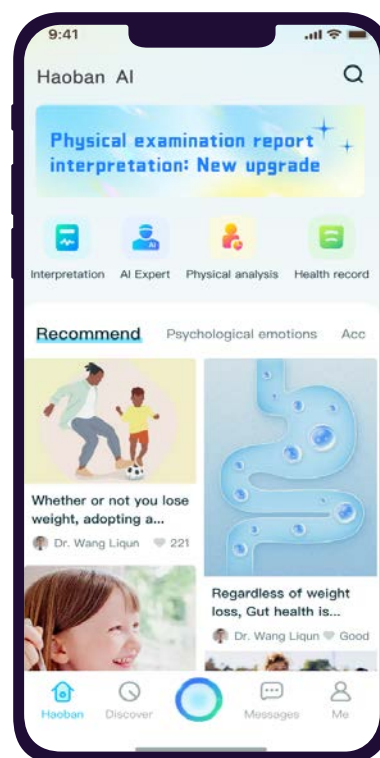 9:41
Haoban AI
Physical examination report
interpretation: New upgrade
AI
Interpretation AI Expert Physical analysis Health record
Recommend Psychological emotions Acc
Whether or not you lose
weight, adopting a...
Dr. Wang Liqun 221
Regardless of weight
loss, Gut health is...
Dr. Wang Liqun Good
Haoban Discover Messages Me